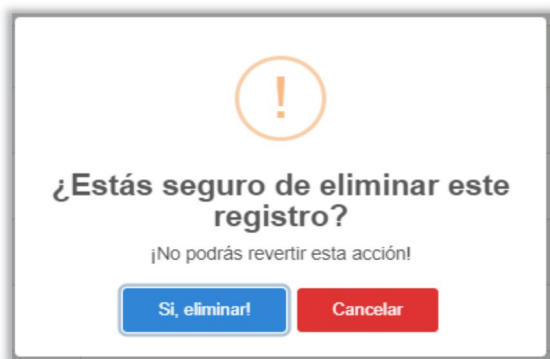 !
¿Estás seguro de eliminar este
registro?
¡No podrás revertir esta acción!
Si, eliminar! Cancelar